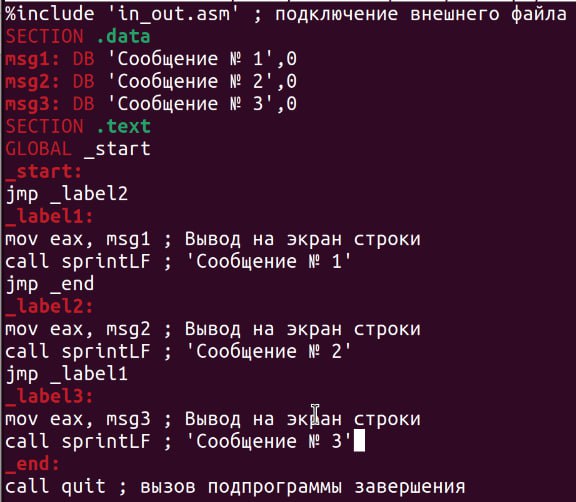 %include 'in_out.asm' ; подключение внешнего файла
SECTION .data
msg1: DB 'Сообщение № 1',0
msg2: DB 'Сообщение № 2',0
msg3: DB 'Сообщение № 3',0
SECTION .text
GLOBAL _start
_start:
jmp _label2
_label1:
mov eax, msg1 ; Вывод на экран строки
call sprintLF ; 'Сообщение № 1'
jmp _end
_label2:
mov eax, msg2 ; Вывод на экран строки
call sprintLF ; 'Сообщение № 2'
jmp _label1
_label3:
mov eax, msg3 ; Вывод на экран строки
call sprintLF ; 'Сообщение № 3'
_end:
call quit ; вызов подпрограммы завершения